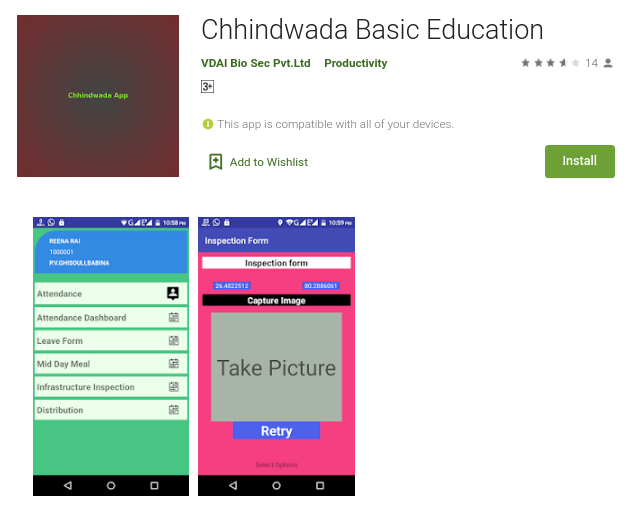 Chhindwada Basic Education
Chhindwada App
VDAI Bio Sec Pvt.Ltd Productivity
14
3+
This app is compatible with all of your devices.
Add to Wishlist
Install
10:58 PM
REENA RAI
1000001
P.V.GHISOULI,BABINA
Attendance
Attendance Dashboard
Leave Form
Mid Day Meal
Infrastructure Inspection
Distribution
10:59 PM
Inspection Form
Inspection form
26.4822512 80.2886061
Capture Image
Take Picture
Retry
Select Options